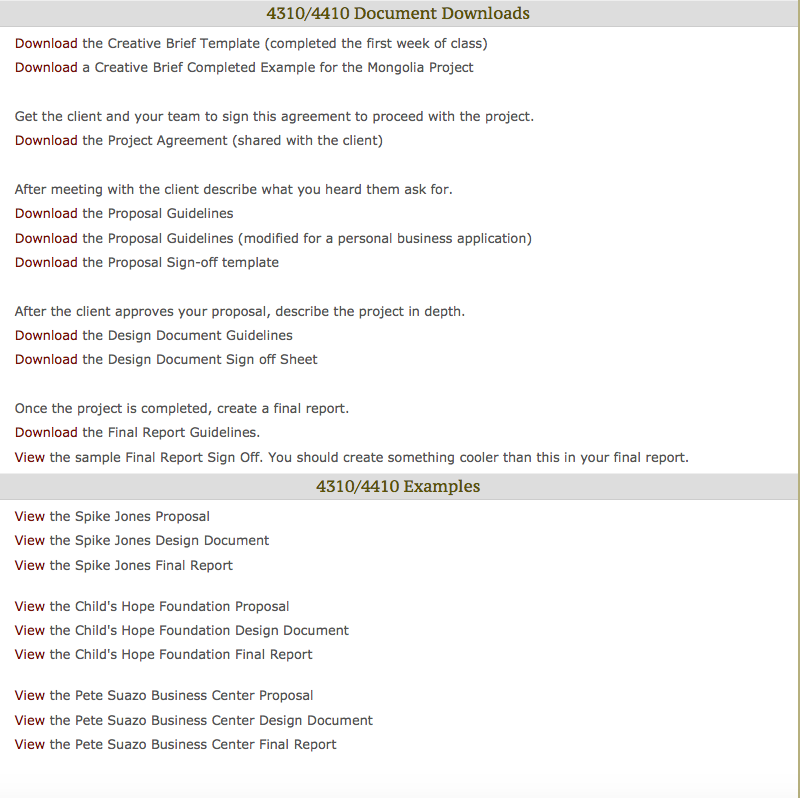 4310/4410 Document Downloads
Download the Creative Brief Template (completed the first week of class)
Download a Creative Brief Completed Example for the Mongolia Project
Get the client and your team to sign this agreement to proceed with the project.
Download the Project Agreement (shared with the client)
After meeting with the client describe what you heard them ask for.
Download the Proposal Guidelines
Download the Proposal Guidelines (modified for a personal business application)
Download the Proposal Sign-off template
After the client approves your proposal, describe the project in depth.
Download the Design Document Guidelines
Download the Design Document Sign off Sheet
Once the project is completed, create a final report.
Download the Final Report Guidelines.
View the sample Final Report Sign Off. You should create something cooler than this in your final report.
4310/4410 Examples
View the Spike Jones Proposal
View the Spike Jones Design Document
View the Spike Jones Final Report
View the Child's Hope Foundation Proposal
View the Child's Hope Foundation Design Document
View the Child's Hope Foundation Final Report
View the Pete Suazo Business Center Proposal
View the Pete Suazo Business Center Design Document
View the Pete Suazo Business Center Final Report